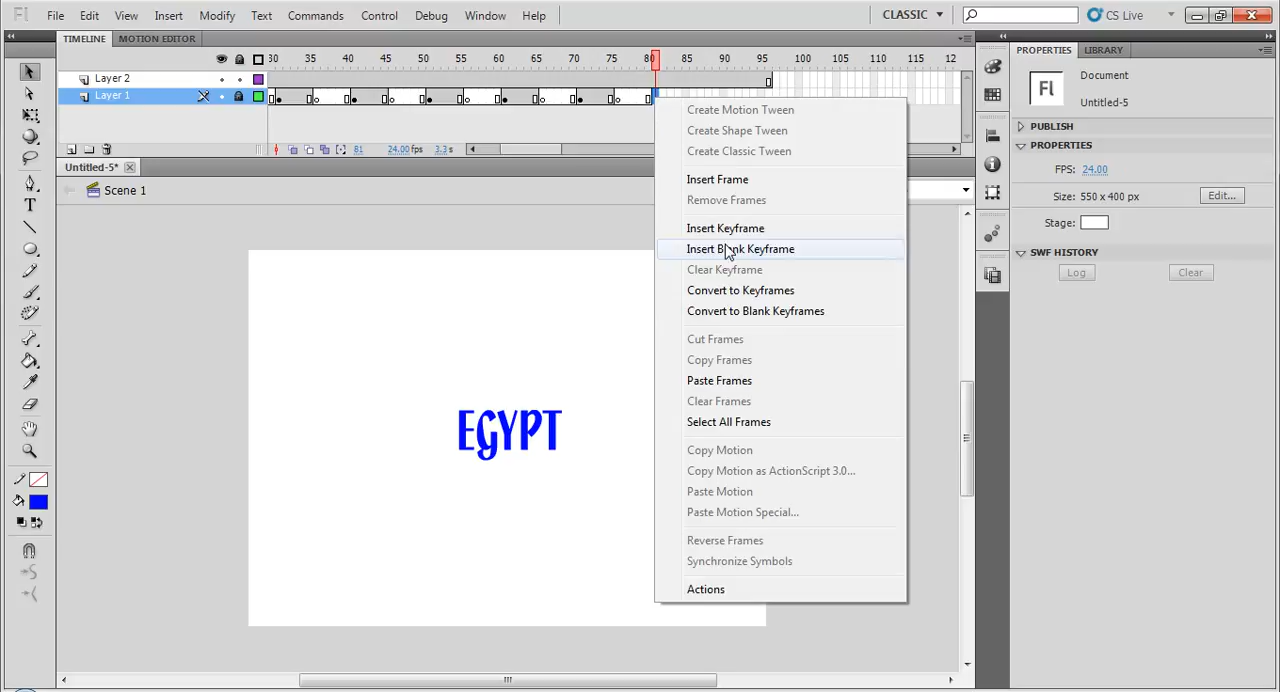 Fl File Edit View Insert Modify Text Commands Control Debug Window Help CLASSIC CS Live
TIMELINE MOTION EDITOR
30 35 40 45 50 55 60 65 70 75 80 85 90 95 100 105 110 115 12
Layer 2
Layer 1
81 24.00 fps 3.3 s
Untitled-5*
Scene 1
EGYPT
Create Motion Tween
Create Shape Tween
Create Classic Tween
Insert Frame
Remove Frames
Insert Keyframe
Insert Blank Keyframe
Clear Keyframe
Convert to Keyframes
Convert to Blank Keyframes
Cut Frames
Copy Frames
Paste Frames
Clear Frames
Select All Frames
Copy Motion
Copy Motion as ActionScript 3.0...
Paste Motion
Paste Motion Special...
Reverse Frames
Synchronize Symbols
Actions
PROPERTIES LIBRARY
Fl Document
Untitled-5
PUBLISH
PROPERTIES
FPS: 24.00
Size: 550 x 400 px Edit...
Stage:
SWF HISTORY
Log Clear